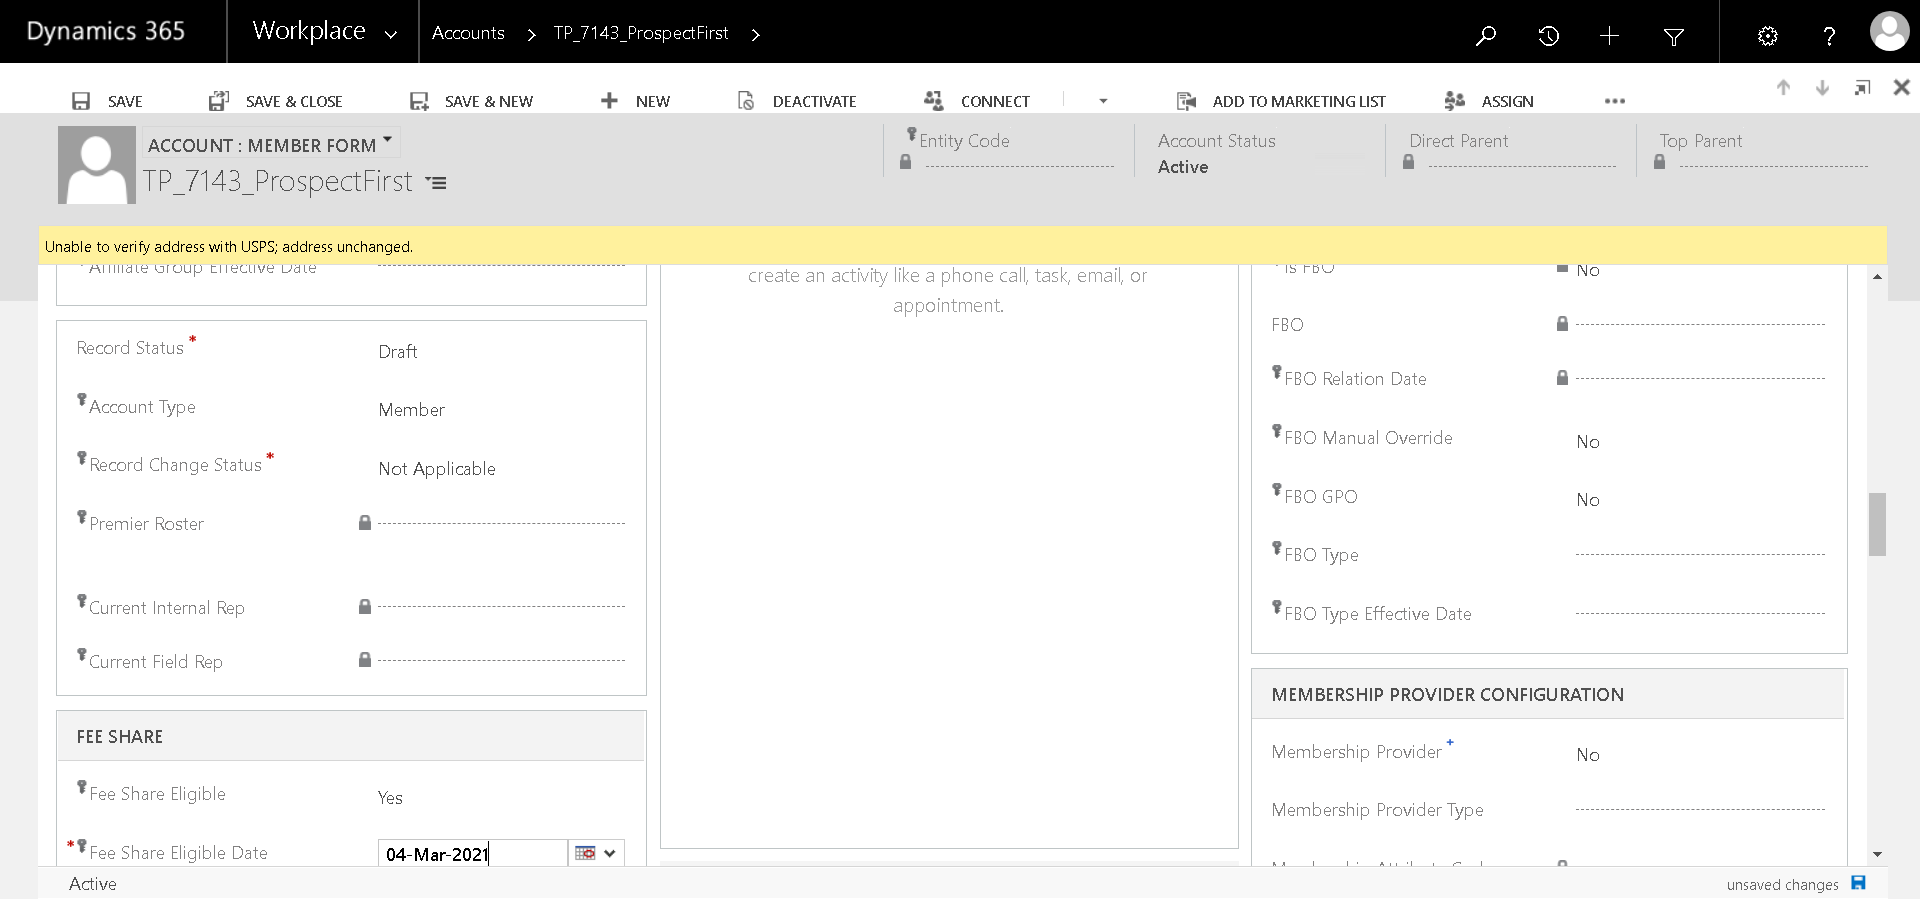 Dynamics 365
Workplace
Accounts
TP_7143_ProspectFirst
SAVE
SAVE & CLOSE
SAVE & NEW
NEW
DEACTIVATE
CONNECT
ADD TO MARKETING LIST
ASSIGN
ACCOUNT : MEMBER FORM
TP_7143_ProspectFirst
Entity Code
Account Status
Active
Direct Parent
Top Parent
Unable to verify address with USPS; address unchanged.
Affiliate Group Effective Date
Record Status *
Draft
Account Type
Member
Record Change Status *
Not Applicable
Premier Roster
Current Internal Rep
Current Field Rep
FEE SHARE
Fee Share Eligible
Yes
* Fee Share Eligible Date
04-Mar-2021
create an activity like a phone call, task, email, or
appointment.
Is FBO
No
FBO
FBO Relation Date
FBO Manual Override
No
FBO GPO
No
FBO Type
FBO Type Effective Date
MEMBERSHIP PROVIDER CONFIGURATION
Membership Provider +
No
Membership Provider Type
Active
unsaved changes